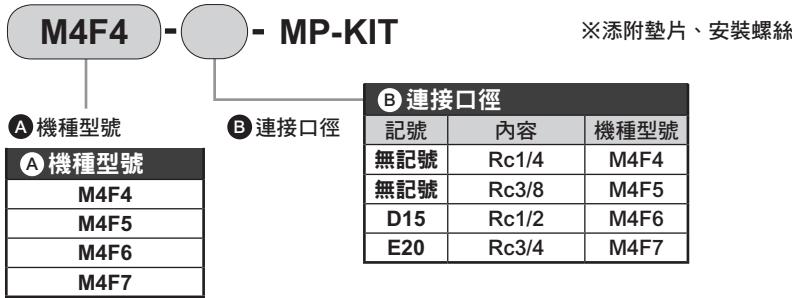 M4F4 - - MP-KIT ※添附墊片、安裝螺絲
A 機種型號
B 連接口徑
A 機種型號
M4F4
M4F5
M4F6
M4F7
B 連接口徑
記號 內容 機種型號
無記號 Rc1/4 M4F4
無記號 Rc3/8 M4F5
D15 Rc1/2 M4F6
E20 Rc3/4 M4F7